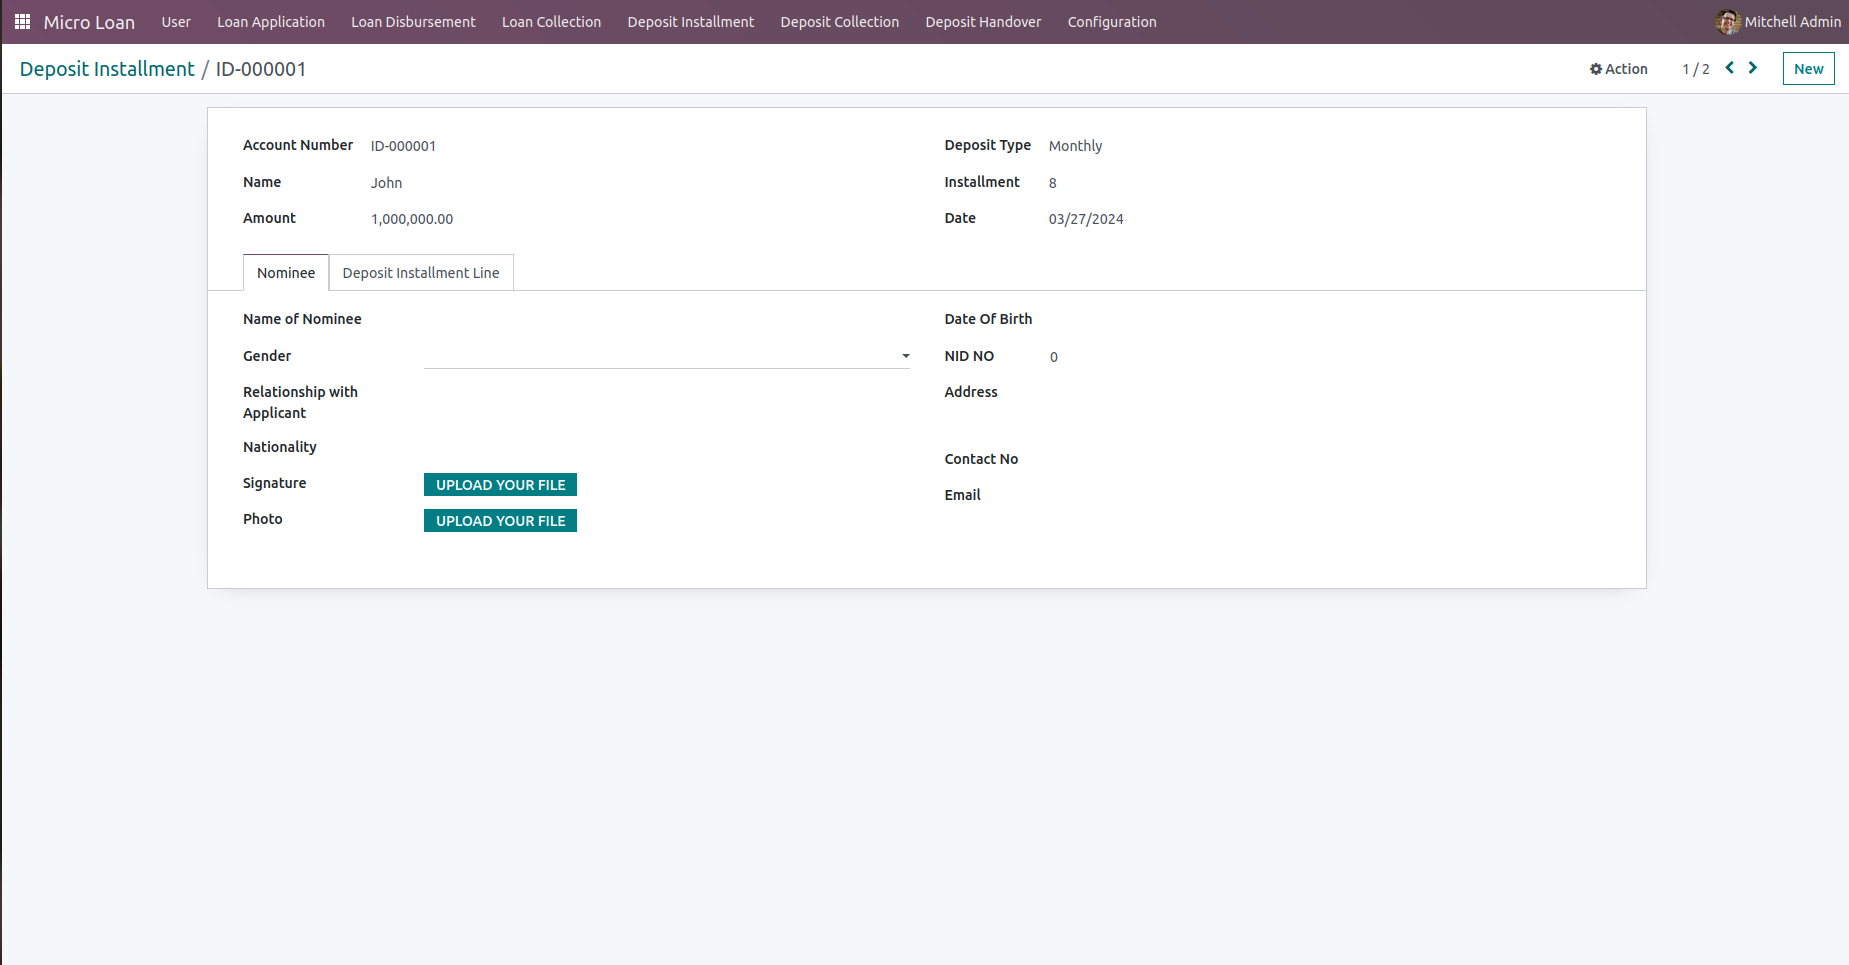 Micro Loan User Loan Application Loan Disbursement Loan Collection Deposit Installment Deposit Collection Deposit Handover Configuration Mitchell Admin
Deposit Installment / ID-000001 Action 1 / 2 New
Account Number ID-000001 Deposit Type Monthly
Name John Installment 8
Amount 1,000,000.00 Date 03/27/2024
Nominee Deposit Installment Line
Name of Nominee Date Of Birth
Gender NID NO 0
Relationship with Address
Applicant
Nationality Contact No
Signature UPLOAD YOUR FILE Email
Photo UPLOAD YOUR FILE